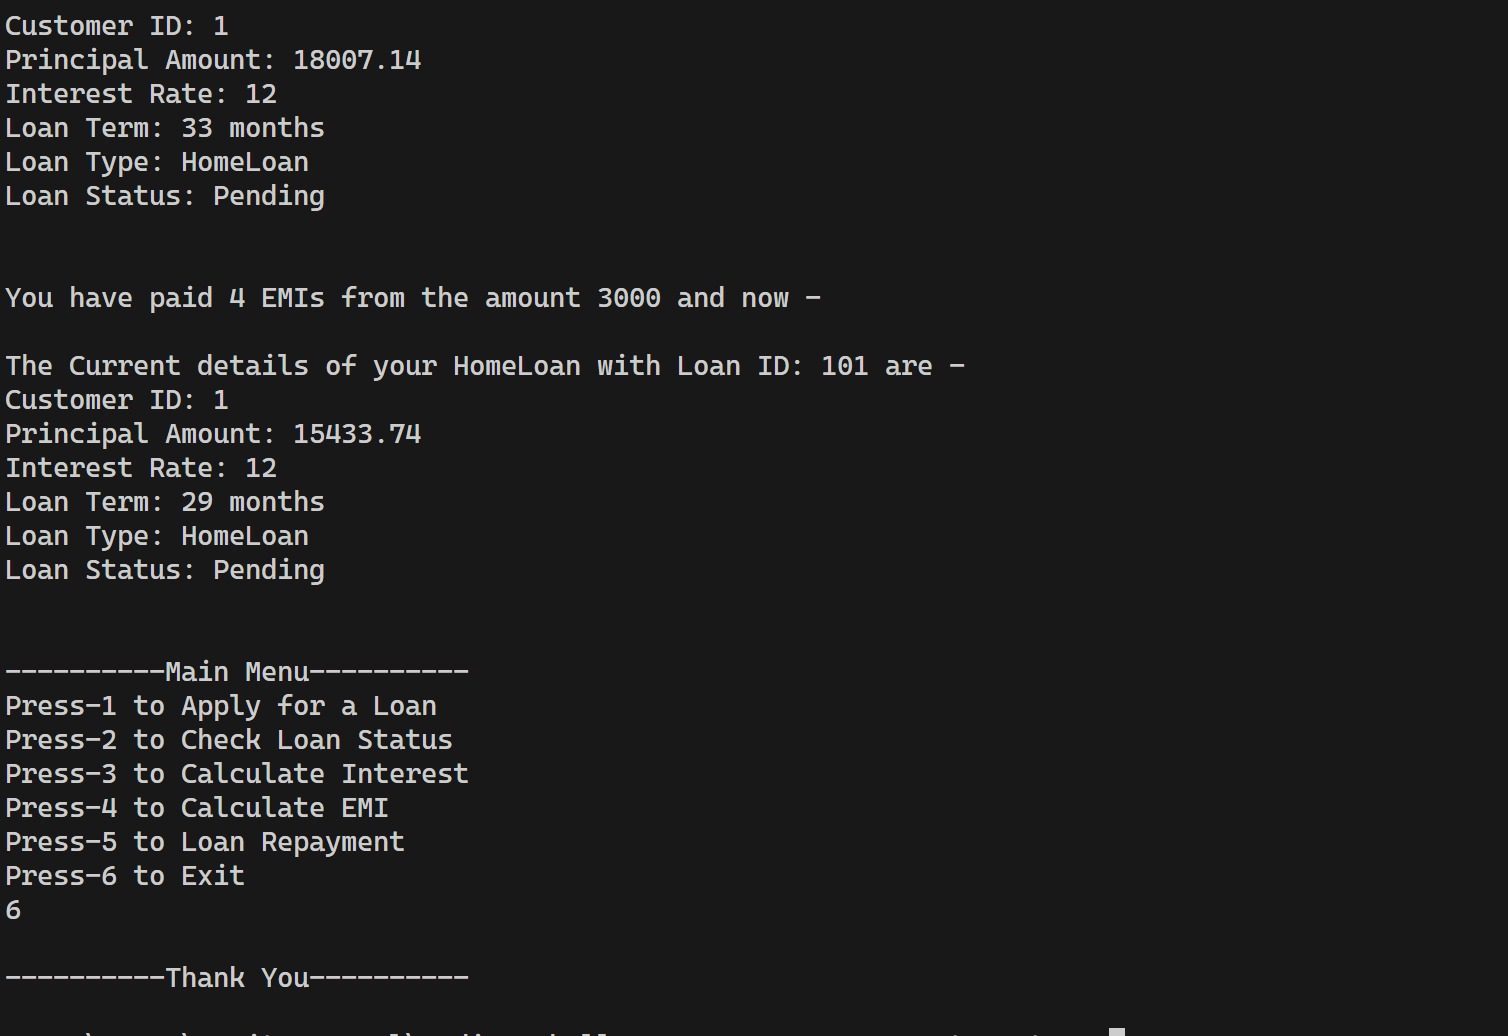 Customer ID: 1
Principal Amount: 18007.14
Interest Rate: 12
Loan Term: 33 months
Loan Type: HomeLoan
Loan Status: Pending
You have paid 4 EMIs from the amount 3000 and now -
The Current details of your HomeLoan with Loan ID: 101 are -
Customer ID: 1
Principal Amount: 15433.74
Interest Rate: 12
Loan Term: 29 months
Loan Type: HomeLoan
Loan Status: Pending
----------Main Menu----------
Press-1 to Apply for a Loan
Press-2 to Check Loan Status
Press-3 to Calculate Interest
Press-4 to Calculate EMI
Press-5 to Loan Repayment
Press-6 to Exit
6
----------Thank You----------